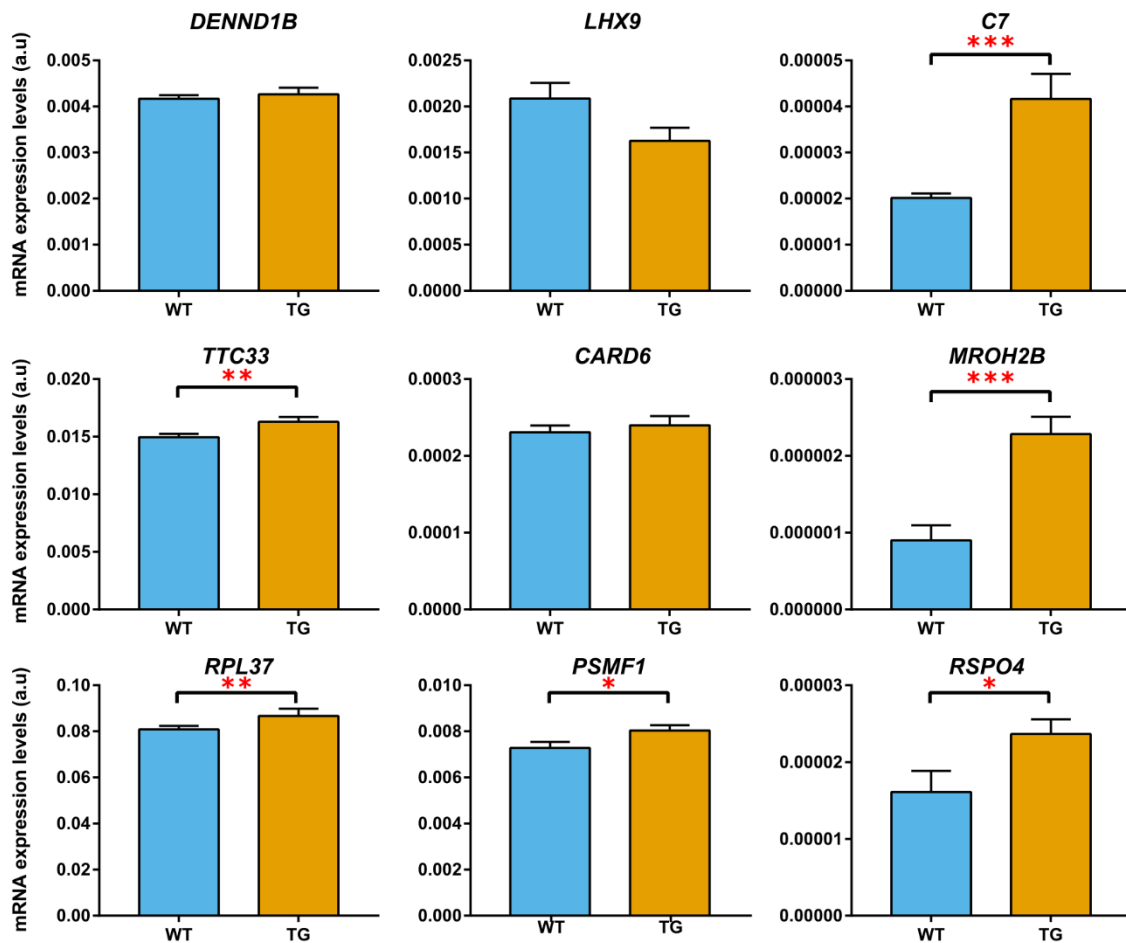 DENND1B
LHX9
C7
mRNA expression levels (a.u)
0.005
0.004
0.003
0.002
0.001
0.000
WT
TG
0.0025
0.0020
0.0015
0.0010
0.0005
0.0000
WT
TG
***
0.00005
0.00004
0.00003
0.00002
0.00001
0.00000
WT
TG
TTC33
CARD6
MROH2B
mRNA expression levels (a.u)
**
0.020
0.015
0.010
0.005
0.000
WT
TG
0.0003
0.0002
0.0001
0.0000
WT
TG
***
0.000003
0.000002
0.000001
0.000000
WT
TG
RPL37
PSMF1
RSPO4
mRNA expression levels (a.u)
**
0.10
0.08
0.06
0.04
0.02
0.00
WT
TG
*
0.010
0.008
0.006
0.004
0.002
0.000
WT
TG
*
0.00003
0.00002
0.00001
0.00000
WT
TG